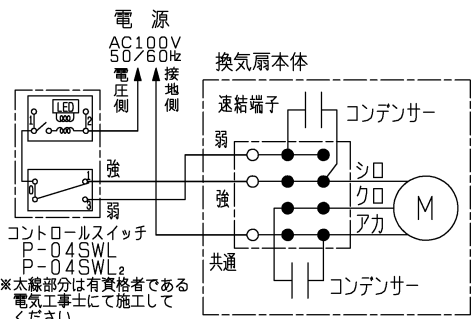 電 源
AC100V
50/60Hz
電圧側
接地側
換気扇本体
LED
1
2
速結端子
コンデンサー
弱
強
1
0
3
強
弱
シロ
クロ
アカ
M
コントロールスイッチ
P-04SWL
P-04SWL2
共通
コンデンサー
※太線部分は有資格者である
電気工事士にて施工して
ください